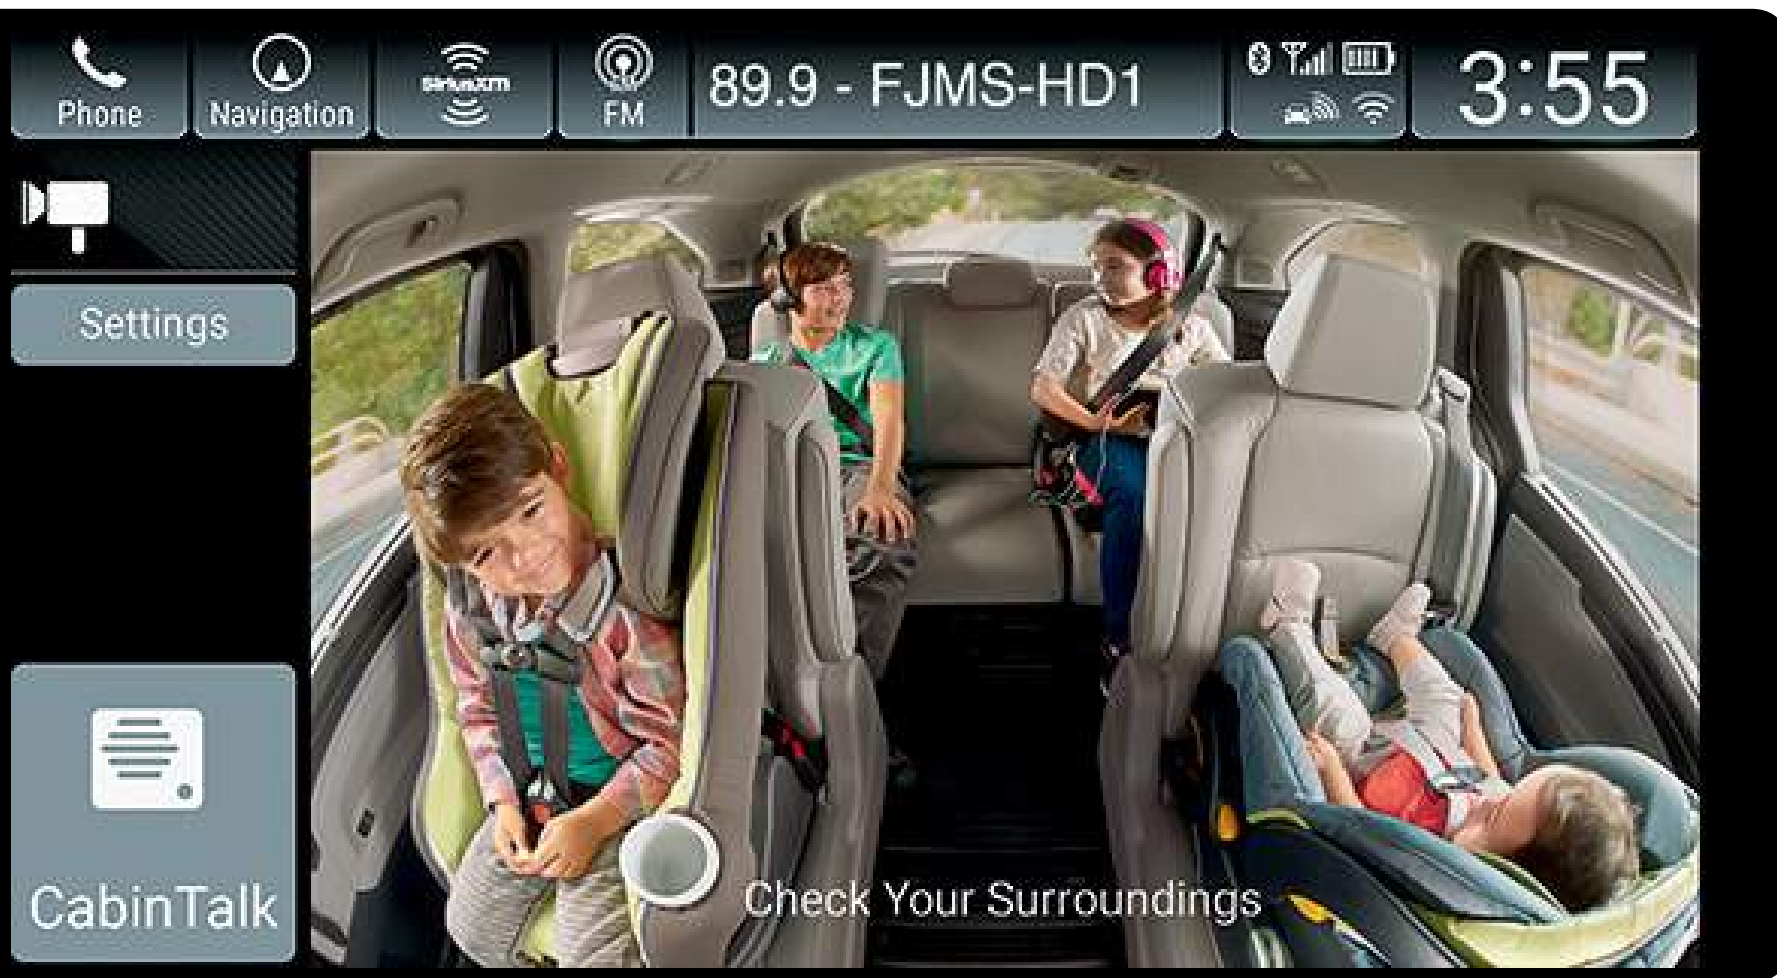 Phone
Navigation
SiriusXM
FM
89.9 - FJMS-HD1
3:55
Settings
CabinTalk
Check Your Surroundings